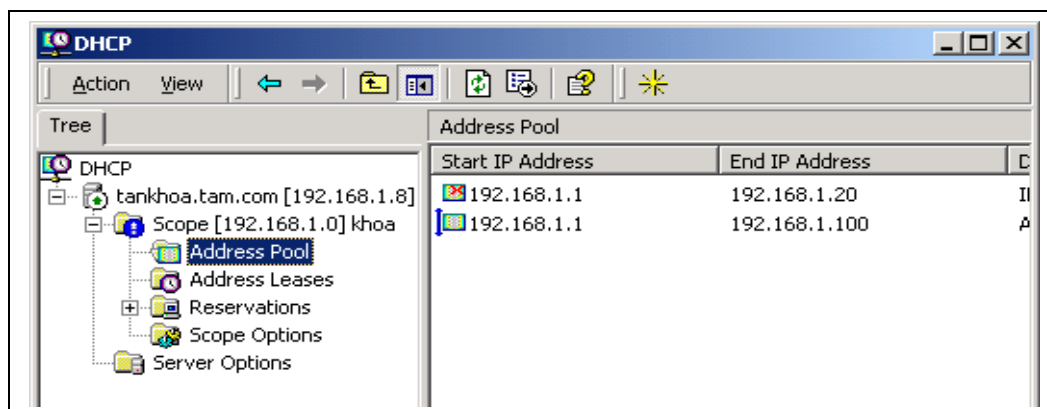 DHCP
Action View
Tree
Address Pool
DHCP
Start IP Address End IP Address D
tankhoa.tam.com [192.168.1.8]
192.168.1.1 192.168.1.20
Scope [192.168.1.0] khoa
192.168.1.1 192.168.1.100 A
Address Pool
Address Leases
Reservations
Scope Options
Server Options